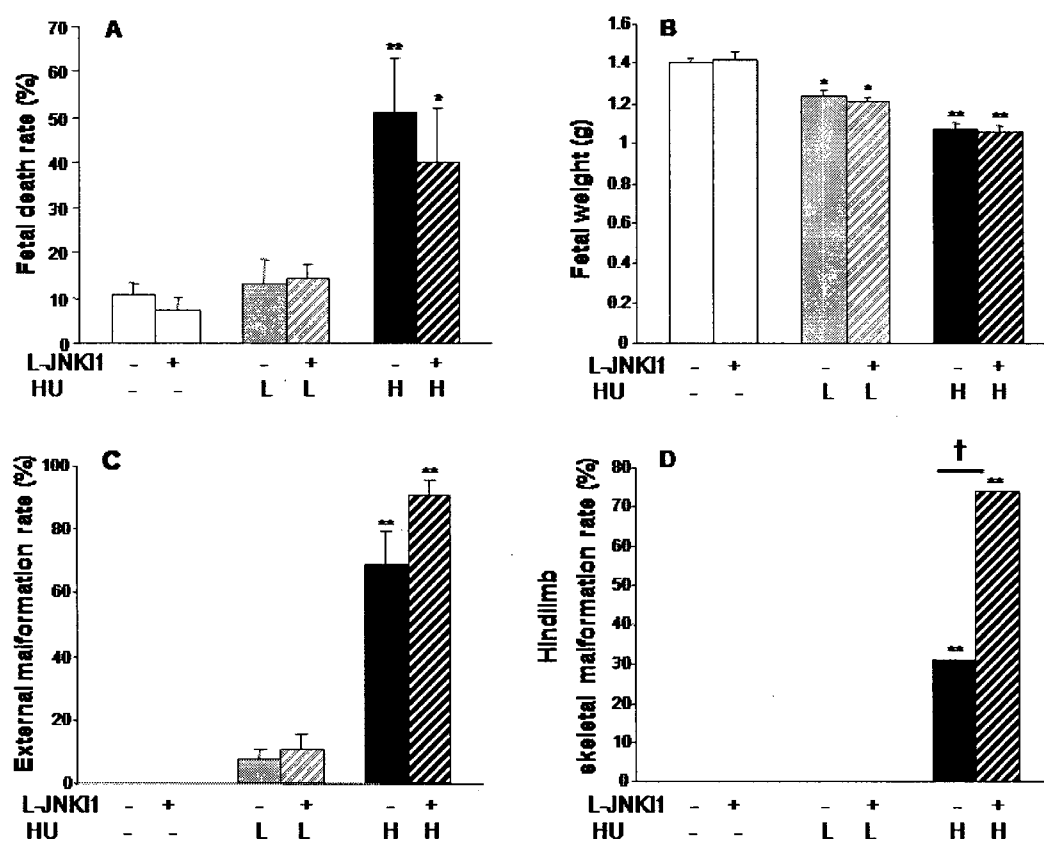 A
Fetal death rate (%)
70
60
50
40
30
20
10
0
**
*
L-JNKI1 - + - + - +
HU - - L L H H
B
Fetal weight (g)
1.6
1.4
1.2
1
1.8
1.6
0.4
0.2
0
* *
** **
L-JNKI1 - + - + - +
HU - - L L H H
C
External malformation rate (%)
100
80
60
40
20
0
**
**
L-JNKI1 - + - + - +
HU - - L L H H
D
Hindlimb
skeletal malformation rate (%)
80
70
60
50
40
30
20
10
0
†
**
**
L-JNKI1 - + - + - +
HU - - L L H H